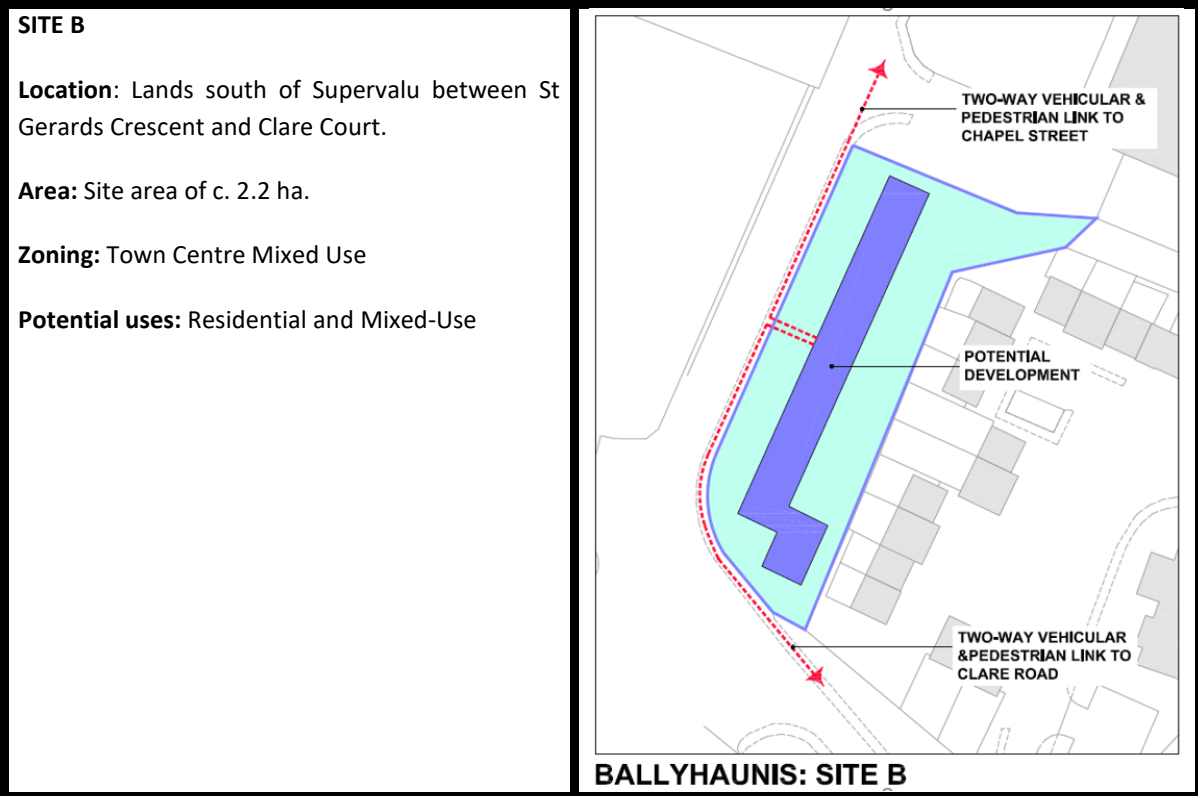 SITE B
Location: Lands south of Supervalu between St
Gerards Crescent and Clare Court.
Area: Site area of c. 2.2 ha.
Zoning: Town Centre Mixed Use
Potential uses: Residential and Mixed-Use
TWO-WAY VEHICULAR &
PEDESTRIAN LINK TO
CHAPEL STREET
POTENTIAL
DEVELOPMENT
TWO-WAY VEHICULAR
&PEDESTRIAN LINK TO
CLARE ROAD
BALLYHAUNIS: SITE B